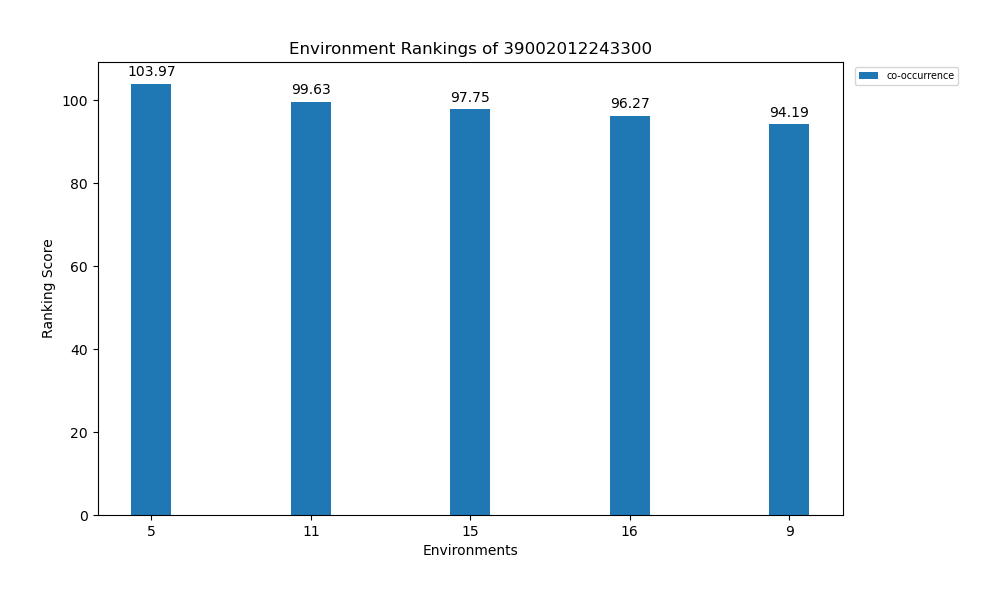 Environment Rankings of 39002012243300
co-occurrence
103.97
99.63
97.75
96.27
94.19
100
80
60
40
20
0
Ranking Score
5 11 15 16 9
Environments